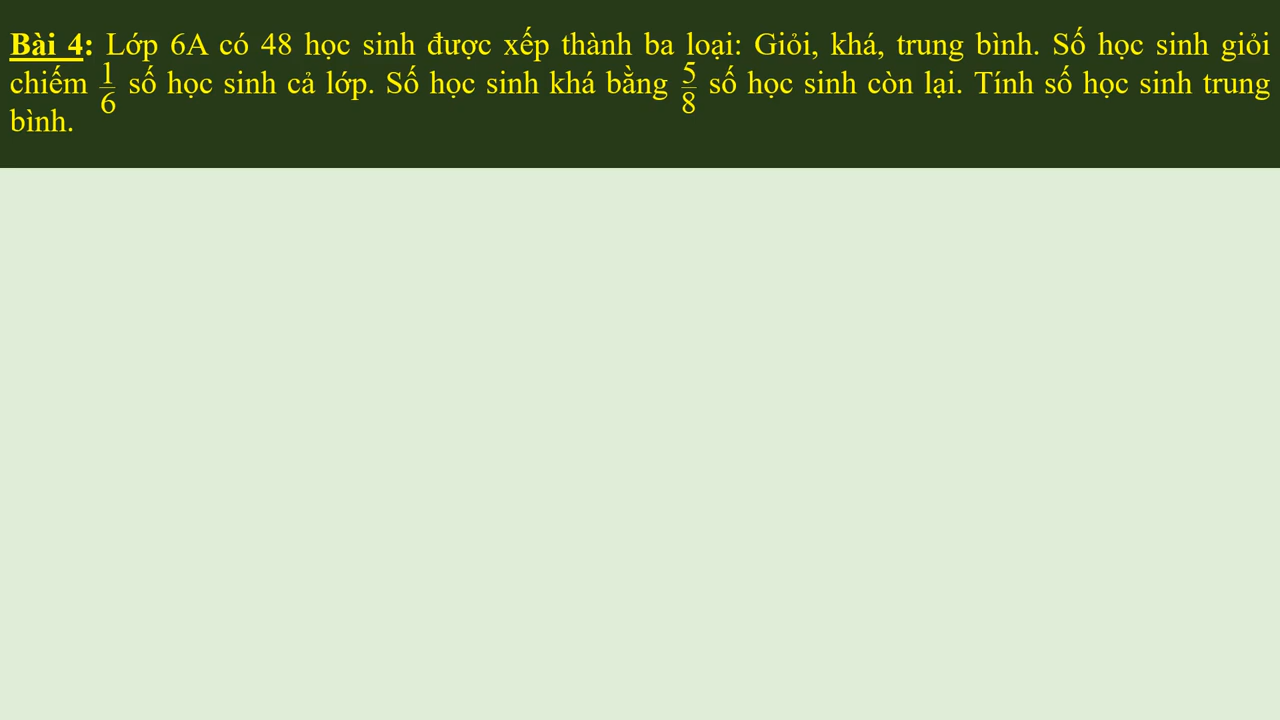 Bài 4: Lớp 6A có 48 học sinh được xếp thành ba loại: Giỏi, khá, trung bình. Số học sinh giỏi
chiếm 1/6 số học sinh cả lớp. Số học sinh khá bằng 5/8 số học sinh còn lại. Tính số học sinh trung
bình.